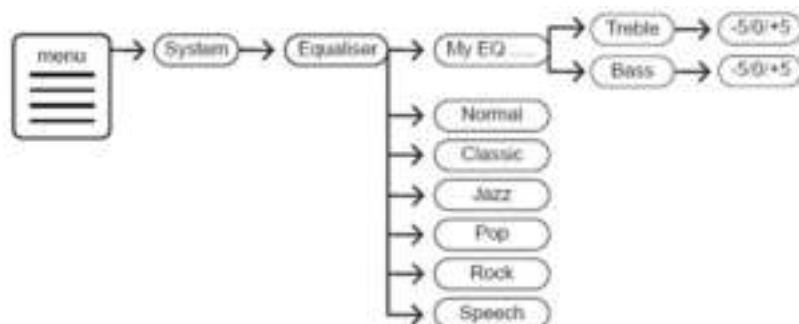 menu
System
Equaliser
My EQ .....
Treble
-5/0/+5
Bass
-5/0/+5
Normal
Classic
Jazz
Pop
Rock
Speech